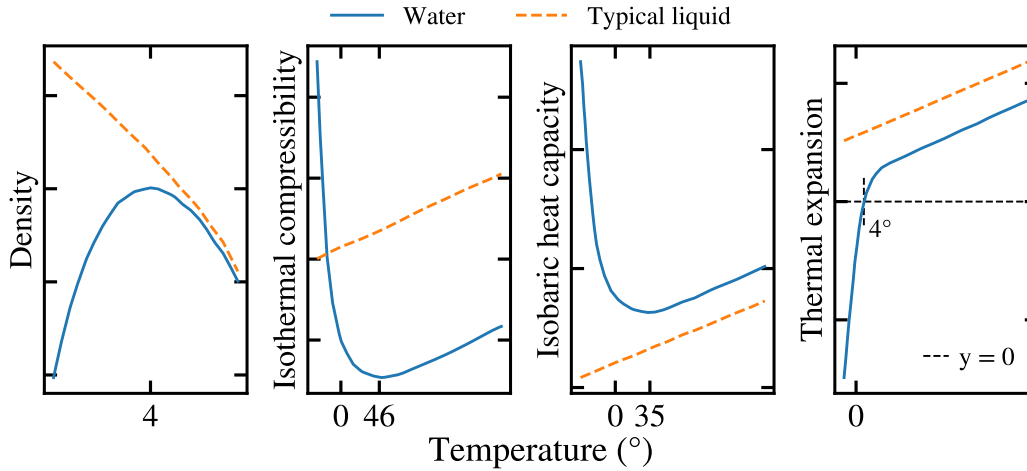 Water
Typical liquid
Density
4
Isothermal compressibility
0 46
Isobaric heat capacity
0 35
Thermal expansion
4°
y = 0
0
Temperature (°)